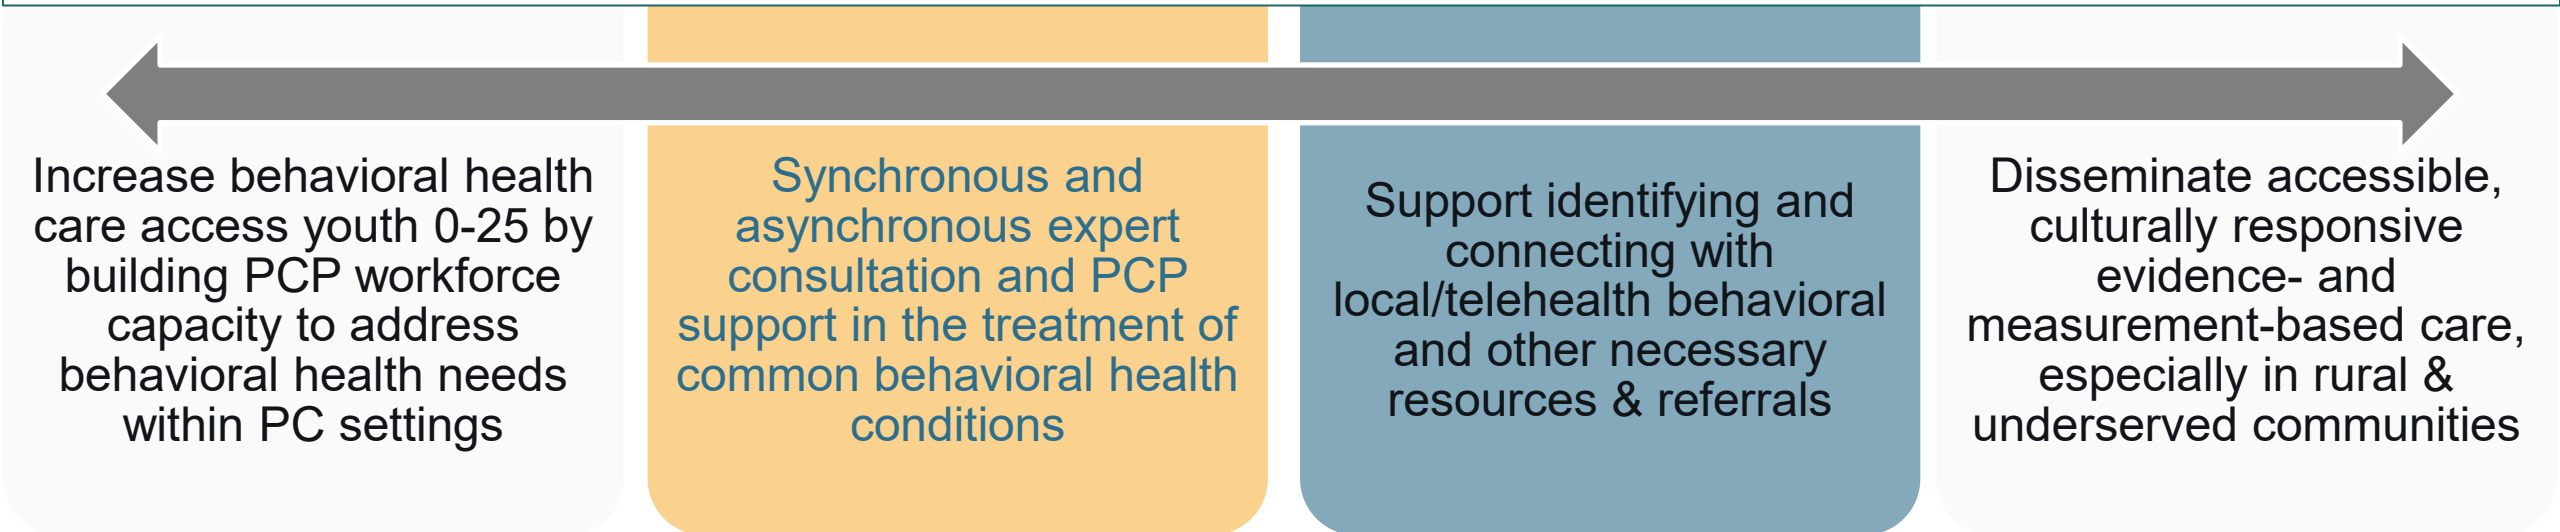 Increase behavioral health
care access youth 0-25 by
building PCP workforce
capacity to address
behavioral health needs
within PC settings
Synchronous and
asynchronous expert
consultation and PCP
support in the treatment of
common behavioral health
conditions
Support identifying and
connecting with
local/telehealth behavioral
and other necessary
resources & referrals
Disseminate accessible,
culturally responsive
evidence- and
measurement-based care,
especially in rural &
underserved communities